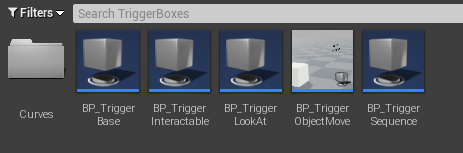 Filters Search TriggerBoxes
Curves
BP_Trigger
Base
BP_Trigger
Interactable
BP_Trigger
LookAt
BP_Trigger
ObjectMove
BP_Trigger
Sequence